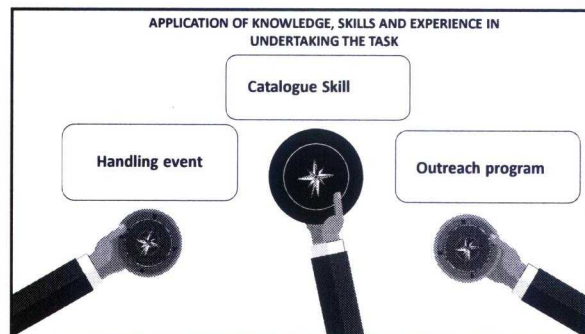 APPLICATION OF KNOWLEDGE, SKILLS AND EXPERIENCE IN
UNDERTAKING THE TASK
Catalogue Skill
Handling event
Outreach program